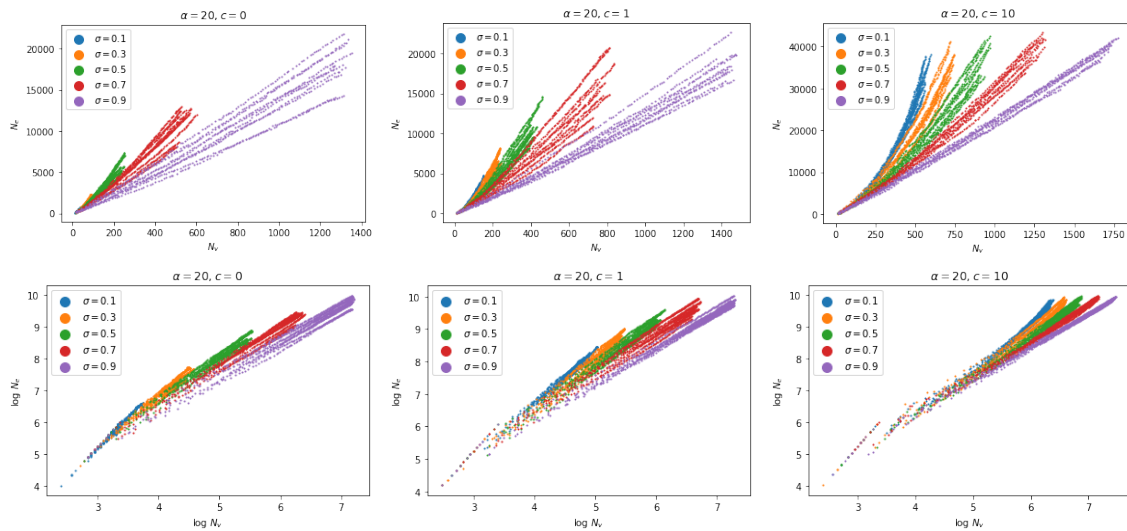 α = 20, c = 0
20000
15000
10000
5000
0
N_e
0 200 400 600 800 1000 1200 1400
N_v
σ = 0.1
σ = 0.3
σ = 0.5
σ = 0.7
σ = 0.9
α = 20, c = 1
20000
15000
10000
5000
0
N_e
0 200 400 600 800 1000 1200 1400
N_v
σ = 0.1
σ = 0.3
σ = 0.5
σ = 0.7
σ = 0.9
α = 20, c = 10
40000
30000
20000
10000
0
N_e
0 250 500 750 1000 1250 1500 1750
N_v
σ = 0.1
σ = 0.3
σ = 0.5
σ = 0.7
σ = 0.9
α = 20, c = 0
10
9
8
7
6
5
4
log N_e
3 4 5 6 7
log N_v
σ = 0.1
σ = 0.3
σ = 0.5
σ = 0.7
σ = 0.9
α = 20, c = 1
10
9
8
7
6
5
4
log N_e
3 4 5 6 7
log N_v
σ = 0.1
σ = 0.3
σ = 0.5
σ = 0.7
σ = 0.9
α = 20, c = 10
10
9
8
7
6
5
4
log N_e
3 4 5 6 7
log N_v
σ = 0.1
σ = 0.3
σ = 0.5
σ = 0.7
σ = 0.9